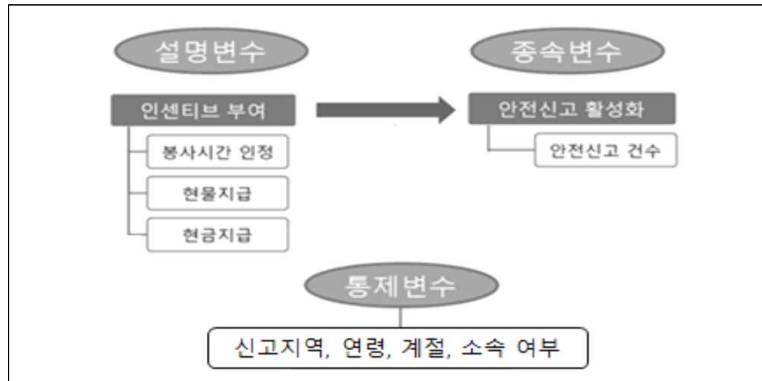 설명변수
종속변수
인센티브 부여
안전신고 활성화
봉사시간 인정
안전신고 건수
현물지급
현금지급
통제변수
신고지역, 연령, 계절, 소속 여부